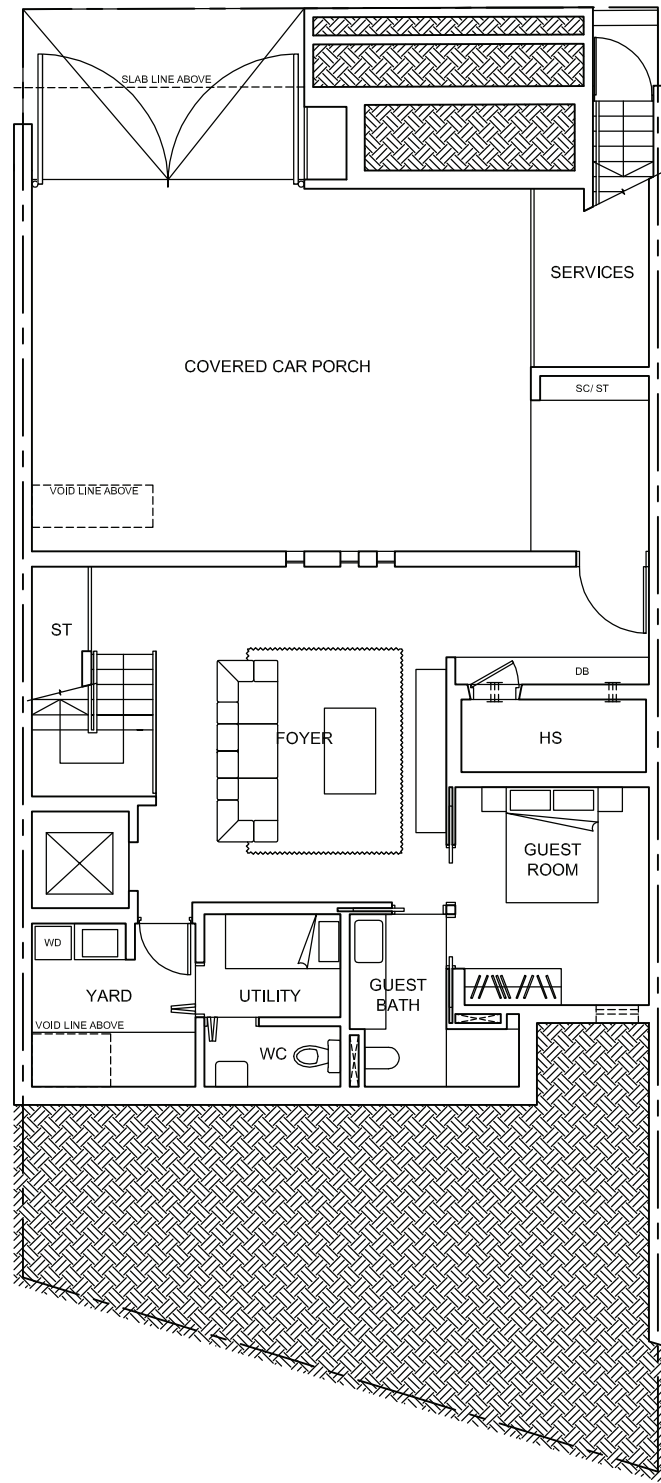 SLAB LINE ABOVE
SERVICES
COVERED CAR PORCH
SC/ ST
VOID LINE ABOVE
ST
DB
FOYER
HS
GUEST
ROOM
WD
YARD
UTILITY
GUEST
BATH
VOID LINE ABOVE
WC